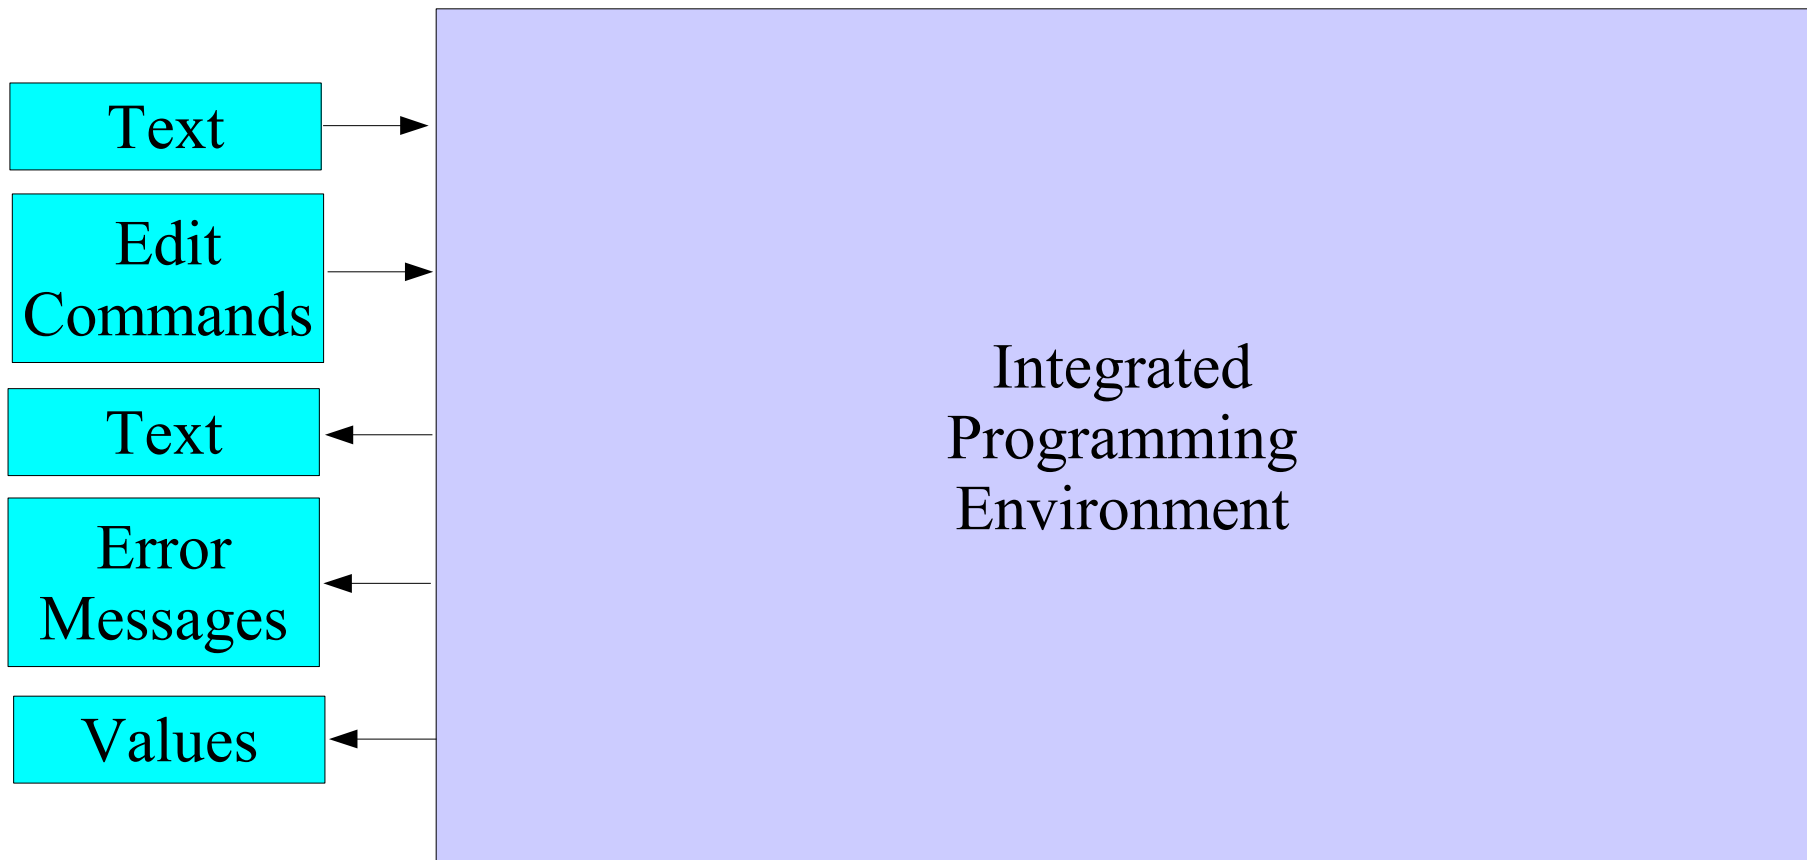 Text
Edit
Commands
Text
Error
Messages
Values
Integrated
Programming
Environment